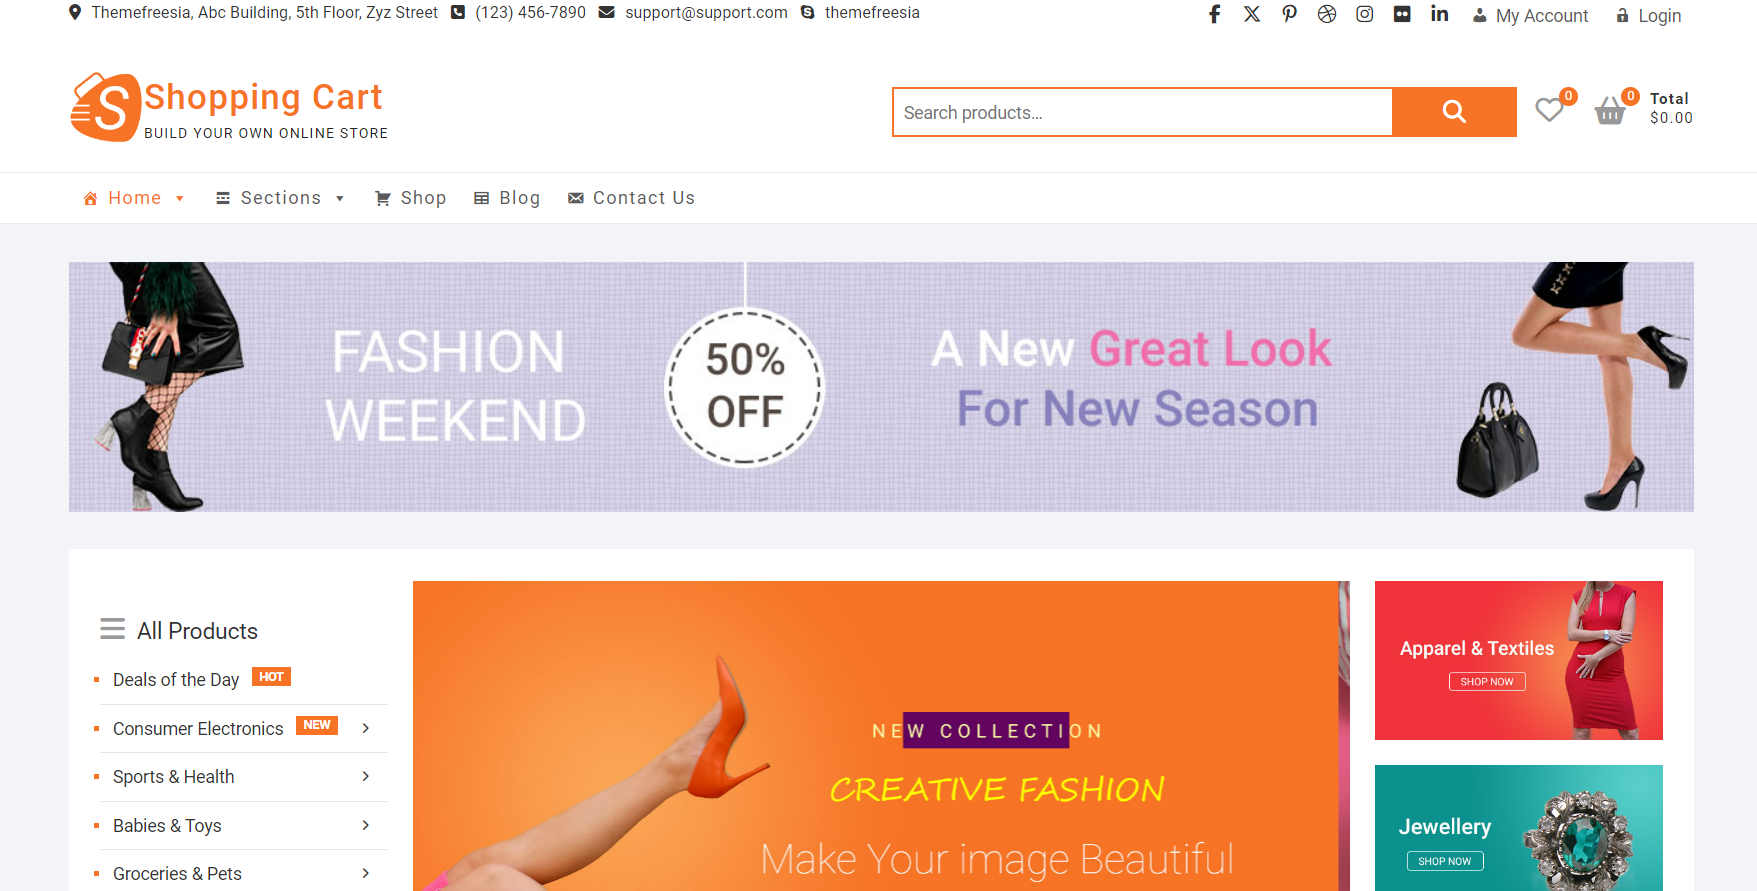 Themefreesia, Abc Building, 5th Floor, Zyz Street (123) 456-7890 support@support.com themefreesia
My Account Login
Shopping Cart
BUILD YOUR OWN ONLINE STORE
Search products...
0
0
Total
$0.00
Home Sections Shop Blog Contact Us
FASHION
WEEKEND
50%
OFF
A New Great Look
For New Season
All Products
Deals of the Day HOT
Consumer Electronics NEW
Sports & Health
Babies & Toys
Groceries & Pets
NEW COLLECTION
CREATIVE FASHION
Make Your image Beautiful
Apparel & Textiles
SHOP NOW
Jewellery
SHOP NOW